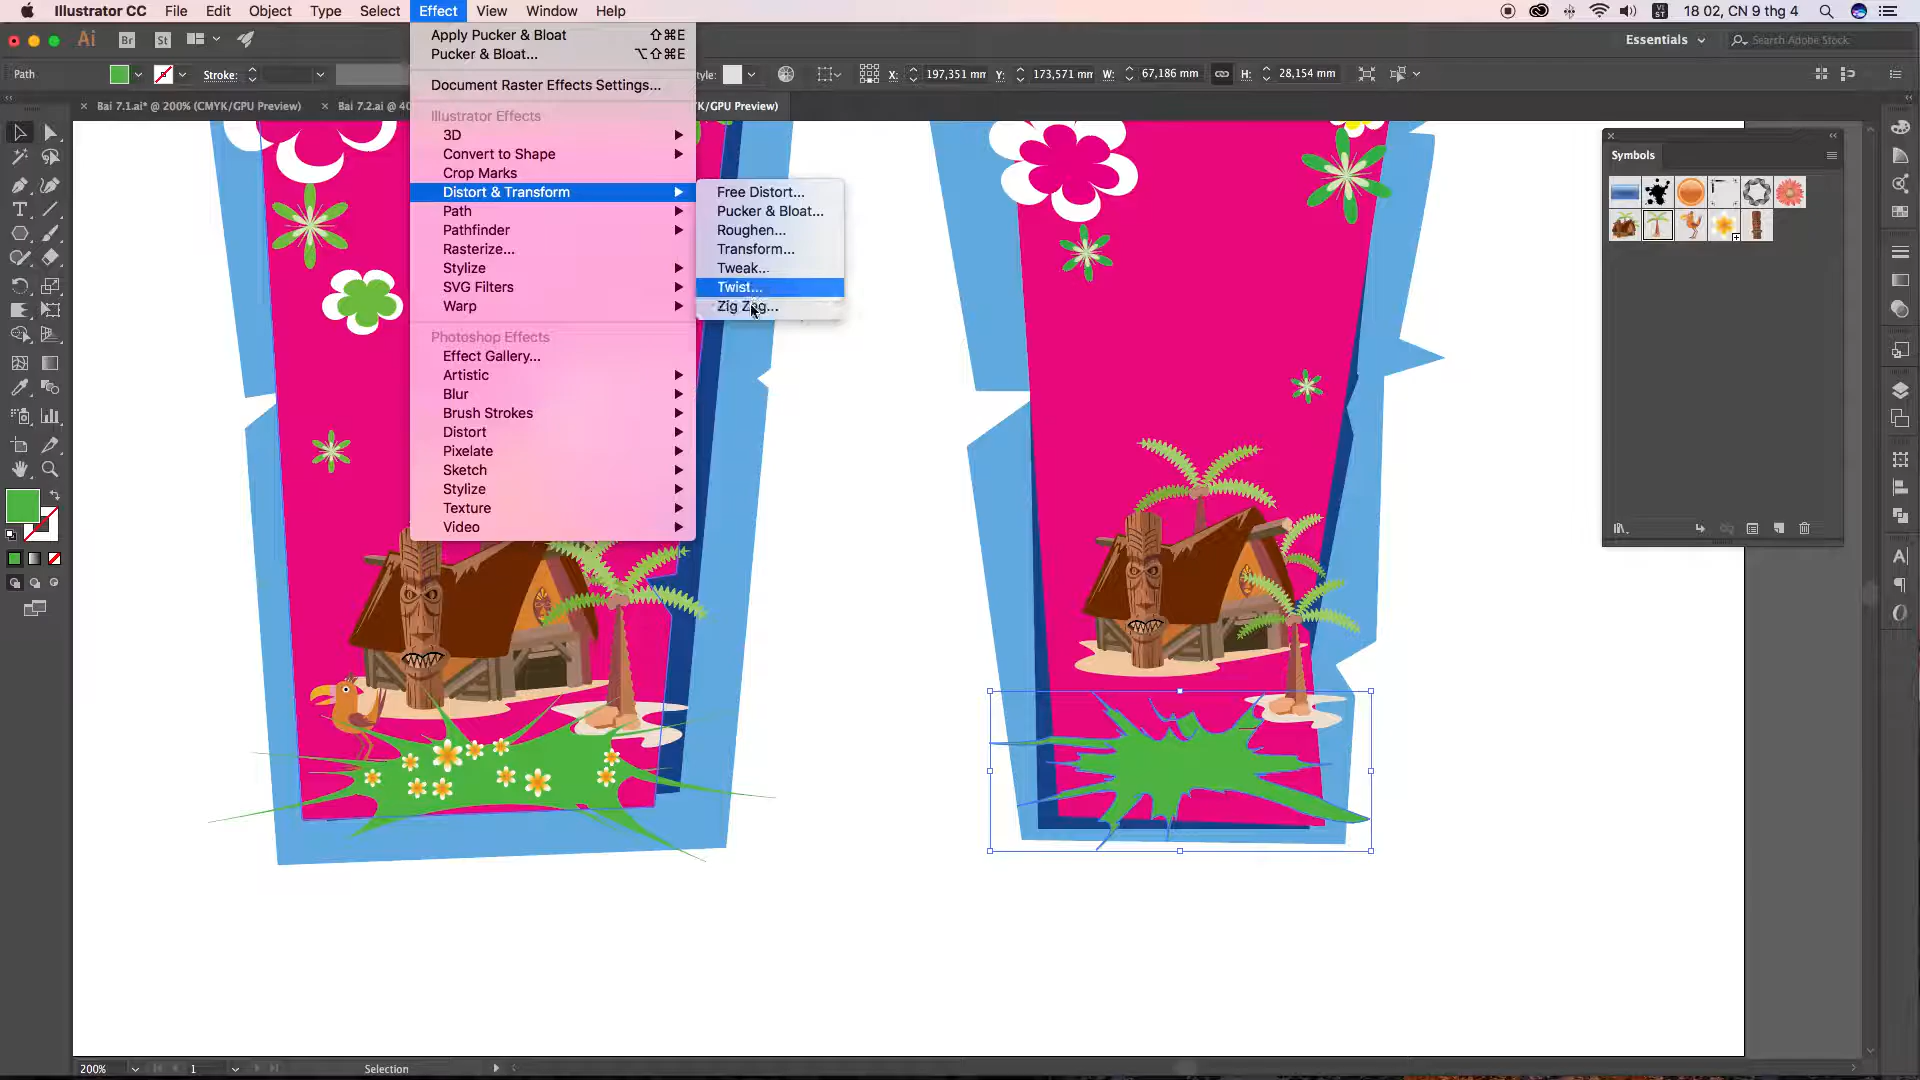 Illustrator CC File Edit Object Type Select Effect View Window Help 18 02, CN 9 thg 4
Ai Br St Essentials Search Adobe Stock
Path Stroke: X: 197,351 mm Y: 173,571 mm W: 67,186 mm H: 28,154 mm
Bai 7.1.ai* @ 200% (CMYK/GPU Preview) Bai 7.2.ai @ K/GPU Preview)
Apply Pucker & Bloat ⇧⌘E
Pucker & Bloat... ⌥⇧⌘E
Document Raster Effects Settings...
Illustrator Effects
3D
Convert to Shape
Crop Marks
Distort & Transform
Path
Pathfinder
Rasterize...
Stylize
SVG Filters
Warp
Photoshop Effects
Effect Gallery...
Artistic
Blur
Brush Strokes
Distort
Pixelate
Sketch
Stylize
Texture
Video
Free Distort...
Pucker & Bloat...
Roughen...
Transform...
Tweak...
Twist...
Zig Zag...
Symbols
200% 1 Selection